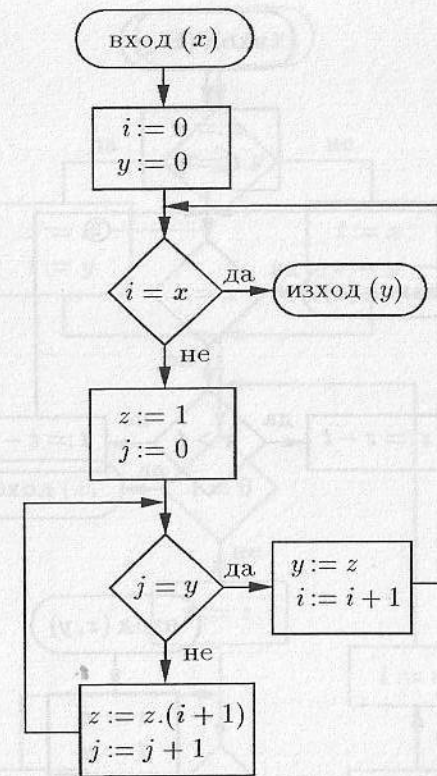 вход (x)
i := 0
y := 0
i = x
да
изход (y)
не
z := 1
j := 0
j = y
да
y := z
i := i + 1
не
z := z.(i + 1)
j := j + 1